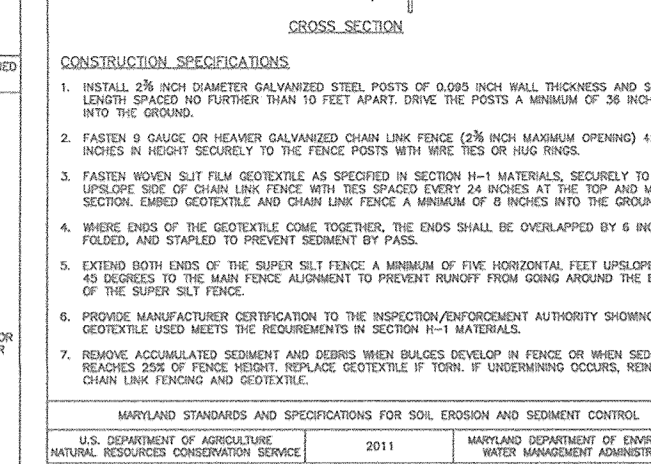 CROSS SECTION
NED
CONSTRUCTION SPECIFICATIONS
1. INSTALL 2⅜ INCH DIAMETER GALVANIZED STEEL POSTS OF 0.095 INCH WALL THICKNESS AND S
LENGTH SPACED NO FURTHER THAN 10 FEET APART. DRIVE THE POSTS A MINIMUM OF 36 INCH
INTO THE GROUND.
2. FASTEN 9 GAUGE OR HEAVIER GALVANIZED CHAIN LINK FENCE (2⅜ INCH MAXIMUM OPENING) 4
INCHES IN HEIGHT SECURELY TO THE FENCE POSTS WITH WIRE TIES OR HUG RINGS.
3. FASTEN WOVEN SLIT FILM GEOTEXTILE AS SPECIFIED IN SECTION H-1 MATERIALS, SECURELY TO
UPSLOPE SIDE OF CHAIN LINK FENCE WITH TIES SPACED EVERY 24 INCHES AT THE TOP AND M
SECTION. EMBED GEOTEXTILE AND CHAIN LINK FENCE A MINIMUM OF 8 INCHES INTO THE GROUN
4. WHERE ENDS OF THE GEOTEXTILE COME TOGETHER, THE ENDS SHALL BE OVERLAPPED BY 6 INC
FOLDED, AND STAPLED TO PREVENT SEDIMENT BY PASS.
5. EXTEND BOTH ENDS OF THE SUPER SILT FENCE A MINIMUM OF FIVE HORIZONTAL FEET UPSLOPE
45 DEGREES TO THE MAIN FENCE ALIGNMENT TO PREVENT RUNOFF FROM GOING AROUND THE E
OF THE SUPER SILT FENCE.
6. PROVIDE MANUFACTURER CERTIFICATION TO THE INSPECTION/ENFORCEMENT AUTHORITY SHOWING
GEOTEXTILE USED MEETS THE REQUIREMENTS IN SECTION H-1 MATERIALS.
OR
R
7. REMOVE ACCUMULATED SEDIMENT AND DEBRIS WHEN BULGES DEVELOP IN FENCE OR WHEN SED
REACHES 25% OF FENCE HEIGHT. REPLACE GEOTEXTILE IF TORN. IF UNDERMINING OCCURS, REIN
CHAIN LINK FENCING AND GEOTEXTILE.
MARYLAND STANDARDS AND SPECIFICATIONS FOR SOIL EROSION AND SEDIMENT CONTROL
U.S. DEPARTMENT OF AGRICULTURE
NATURAL RESOURCES CONSERVATION SERVICE
2011
MARYLAND DEPARTMENT OF ENVIR
WATER MANAGEMENT ADMINISTR